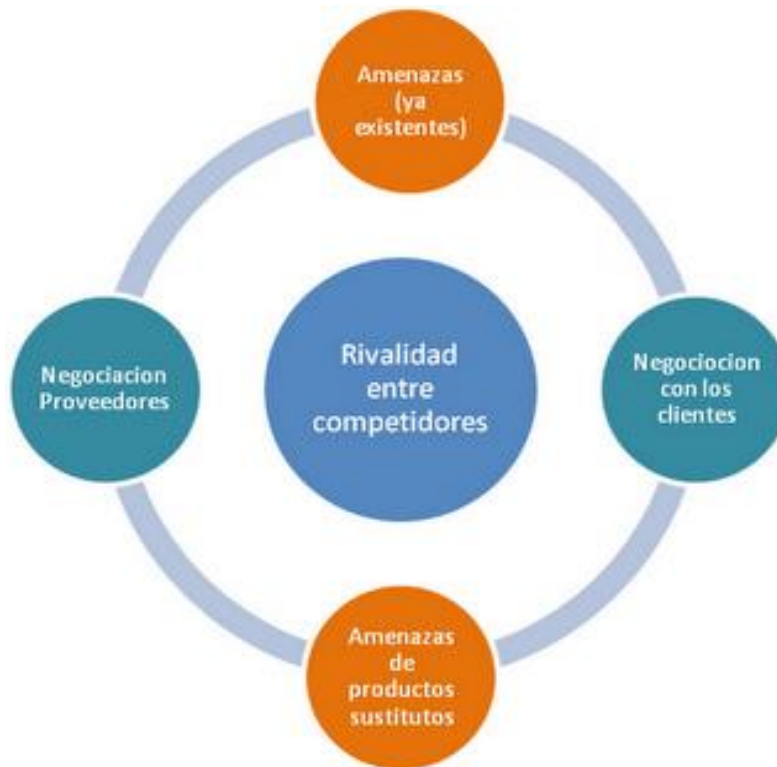 Amenazas
(ya
existentes)
Negociacion
Proveedores
Rivalidad
entre
competidores
Negociocion
con los
clientes
Amenazas
de
productos
sustitutos